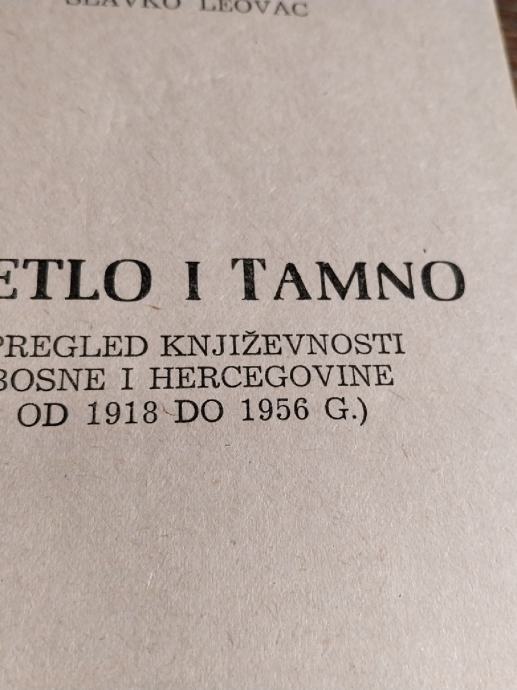 SLAVKO LEOVAC
ETLO I TAMNO
PREGLED KNJIŽEVNOSTI
BOSNE I HERCEGOVINE
OD 1918 DO 1956 G.)